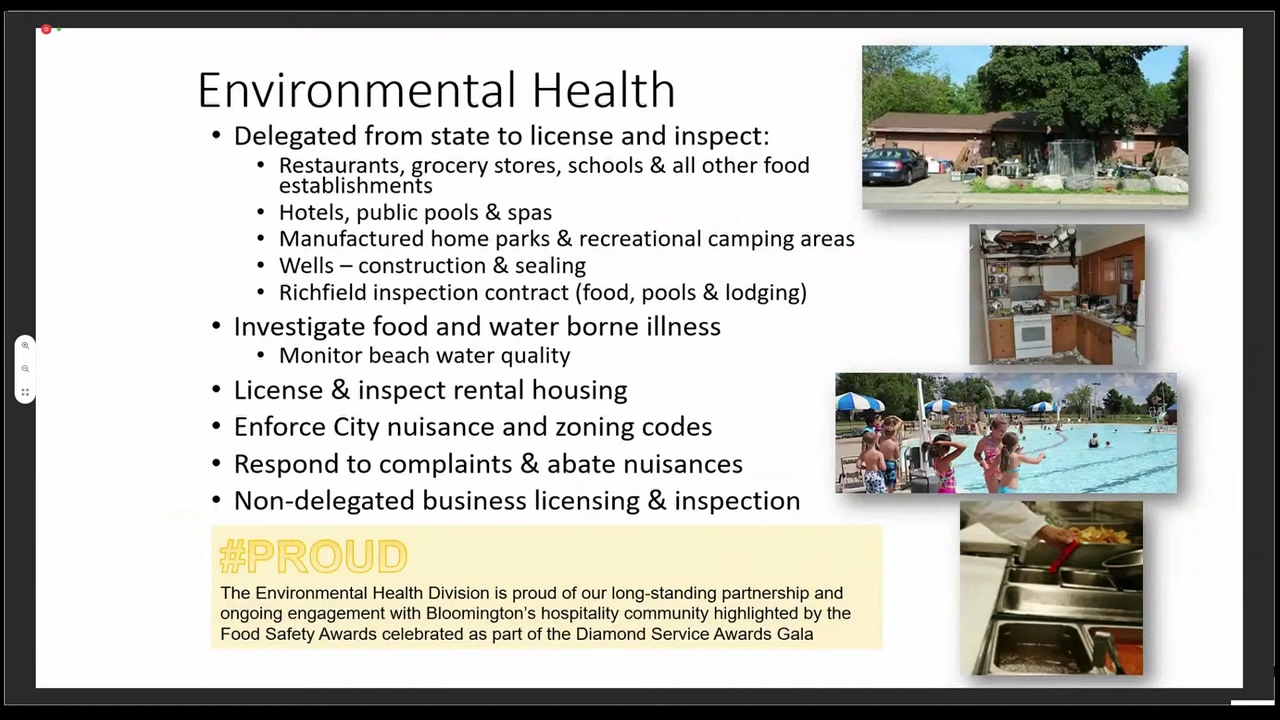 Environmental Health
• Delegated from state to license and inspect:
• Restaurants, grocery stores, schools & all other food
establishments
• Hotels, public pools & spas
• Manufactured home parks & recreational camping areas
• Wells – construction & sealing
• Richfield inspection contract (food, pools & lodging)
• Investigate food and water borne illness
• Monitor beach water quality
• License & inspect rental housing
• Enforce City nuisance and zoning codes
• Respond to complaints & abate nuisances
• Non-delegated business licensing & inspection
#PROUD
The Environmental Health Division is proud of our long-standing partnership and
ongoing engagement with Bloomington's hospitality community highlighted by the
Food Safety Awards celebrated as part of the Diamond Service Awards Gala